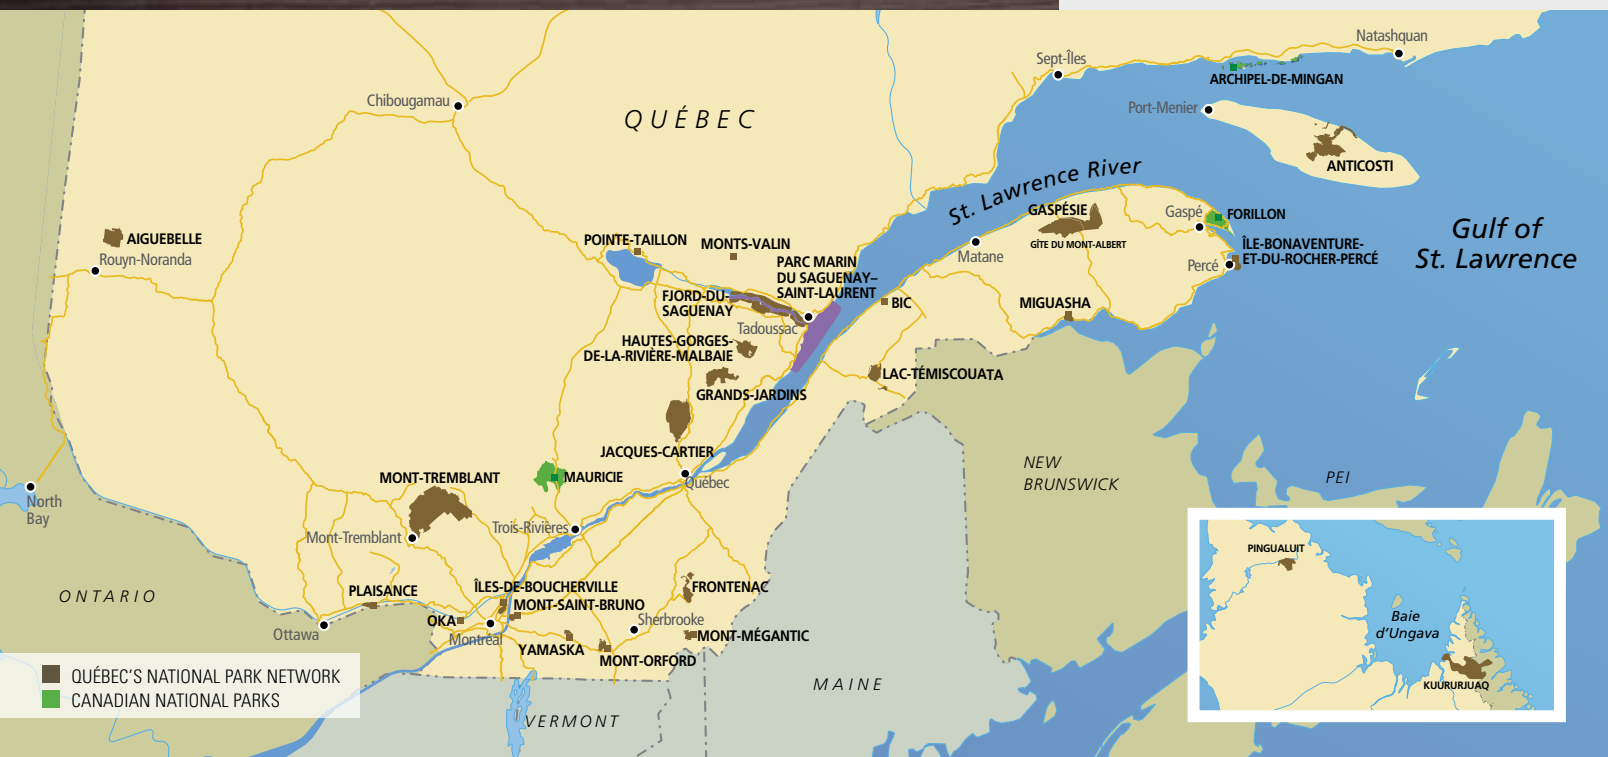 Natashquan
Sept-Îles
ARCHIPEL-DE-MINGAN
Chibougamau
Port-Menier
QUÉBEC
ANTICOSTI
St. Lawrence River
GASPÉSIE
Gaspé
FORILLON
Gulf of
St. Lawrence
AIGUEBELLE
Rouyn-Noranda
POINTE-TAILLON
MONTS-VALIN
GÎTE DU MONT-ALBERT
ÎLE-BONAVENTURE-
ET-DU-ROCHER-PERCÉ
Matane
Percé
PARC MARIN
DU SAGUENAY–
SAINT-LAURENT
FJORD-DU-
SAGUENAY
BIC
MIGUASHA
Tadoussac
HAUTES-GORGES-
DE-LA-RIVIÈRE-MALBAIE
LAC-TÉMISCOUATA
GRANDS-JARDINS
JACQUES-CARTIER
MONT-TREMBLANT
MAURICIE
Québec
NEW
BRUNSWICK
PEI
North
Bay
Trois-Rivières
Mont-Tremblant
PINGUALUIT
ONTARIO
PLAISANCE
ÎLES-DE-BOUCHERVILLE
FRONTENAC
MONT-SAINT-BRUNO
Baie
d'Ungava
OKA
Sherbrooke
Ottawa
Montréal
MONT-MÉGANTIC
YAMASKA
MONT-ORFORD
QUÉBEC'S NATIONAL PARK NETWORK
CANADIAN NATIONAL PARKS
MAINE
KUURURJUAQ
VERMONT